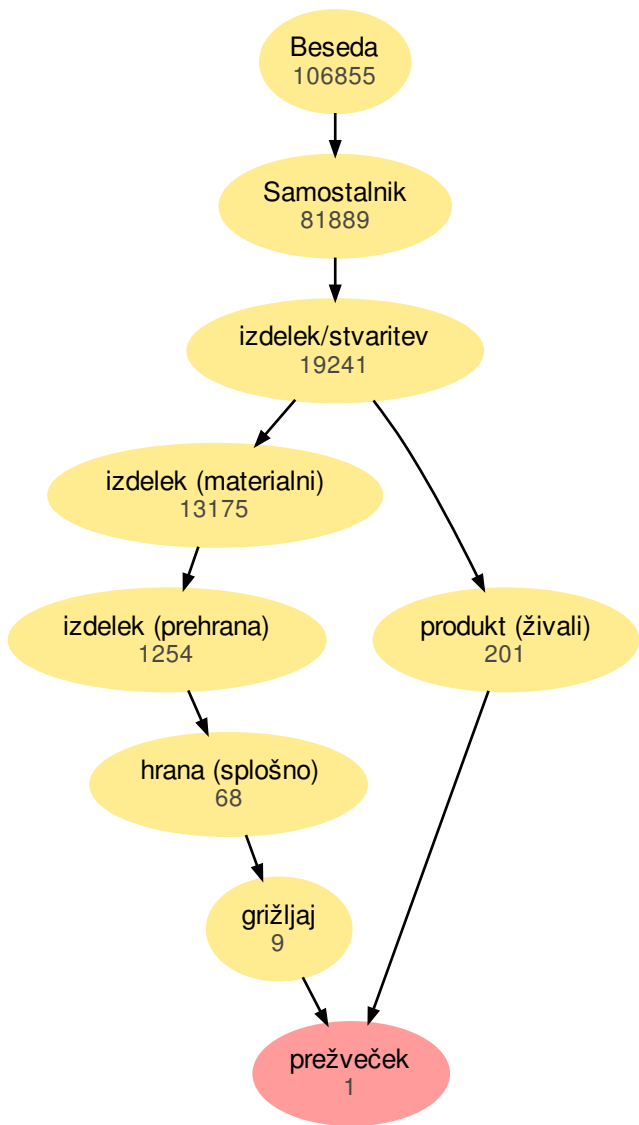 Beseda
106855
Samostalnik
81889
izdelek/stvaritev
19241
izdelek (materialni)
13175
izdelek (prehrana)
1254
produkt (živali)
201
hrana (splošno)
68
grižljaj
9
prežveček
1